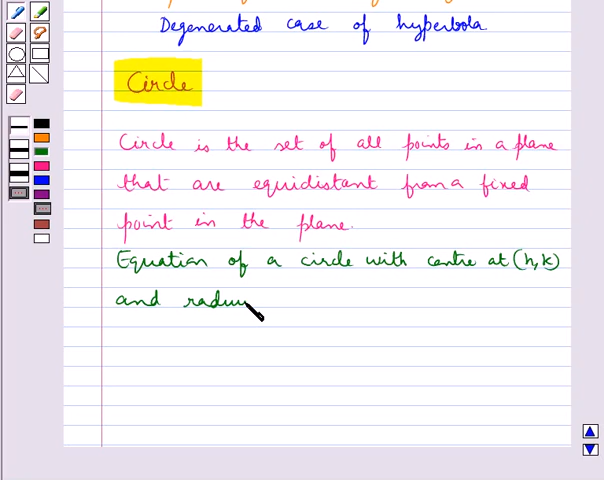 Degenerated case of hyperbola
Circle
Circle is the set of all points in a plane
that are equidistant from a fixed
point in the plane.
Equation of a circle with centre at (h,k)
and radiu